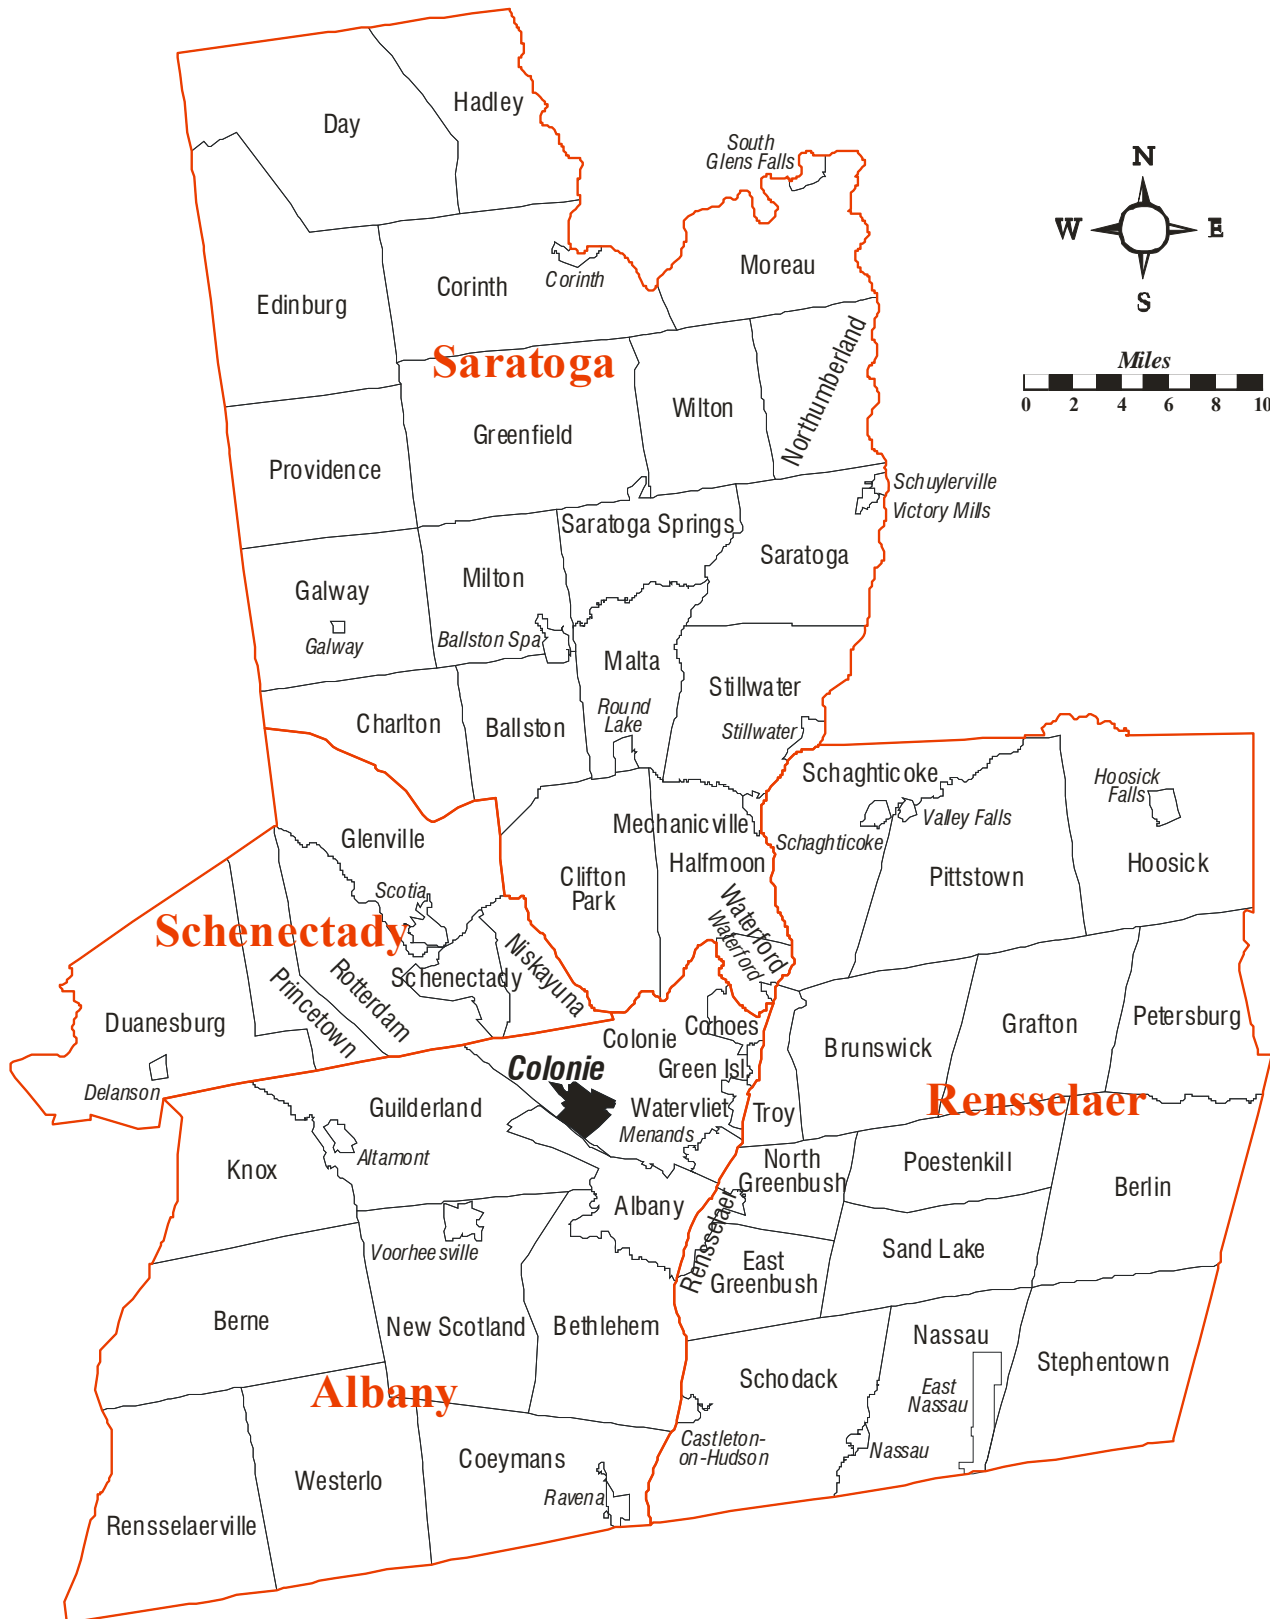 Hadley
Day
South
Glens Falls
N
W
E
S
Moreau
Corinth
Corinth
Edinburg
Saratoga
Northumberland
Miles
0 2 4 6 8 10
Wilton
Greenfield
Providence
Schuylerville
Victory Mills
Saratoga Springs
Saratoga
Milton
Galway
Galway
Ballston Spa
Malta
Stillwater
Round
Lake
Charlton
Ballston
Stillwater
Schaghticoke
Hoosick
Falls
Valley Falls
Schaghticoke
Mechanicville
Glenville
Halfmoon
Hoosick
Pittstown
Clifton
Park
Scotia
Waterford
Waterford
Schenectady
Niskayuna
Schenectady
Rotterdam
Princetown
Duanesburg
Cohoes
Colonie
Grafton
Petersburg
Brunswick
Colonie
Green Isl.
Delanson
Rensselaer
Guilderland
Watervliet
Troy
Menands
Altamont
Knox
North
Greenbush
Poestenkill
Berlin
Albany
Rensselaer
Voorheesville
Sand Lake
East
Greenbush
Berne
New Scotland
Bethlehem
Nassau
Stephentown
Schodack
Albany
East
Nassau
Castleton-
on-Hudson
Nassau
Coeymans
Westerlo
Ravena
Rensselaerville